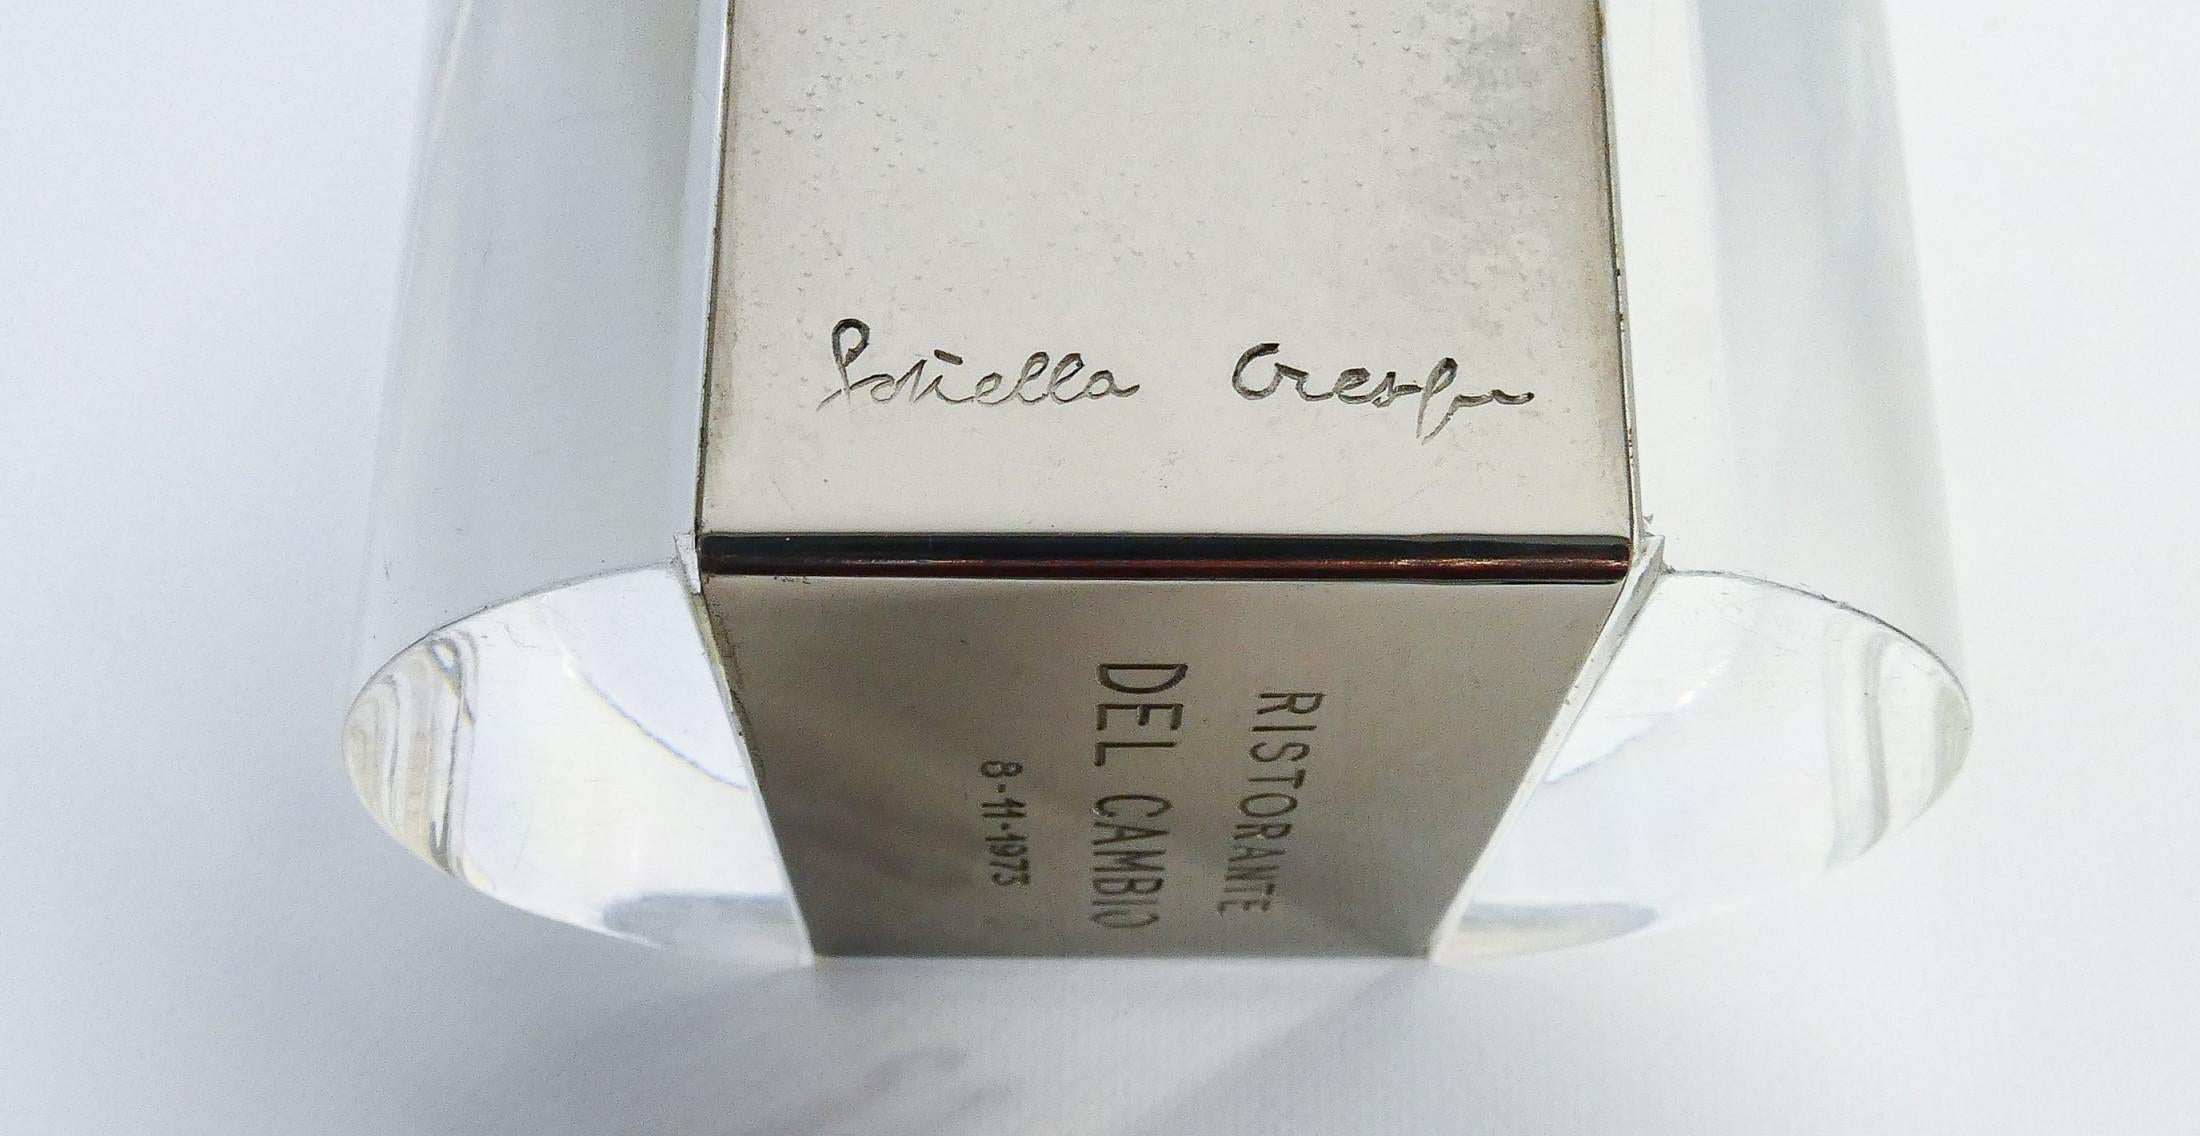 Gabriella Crespi
RISTORANTE
DEL CAMBIO
8-11-1973